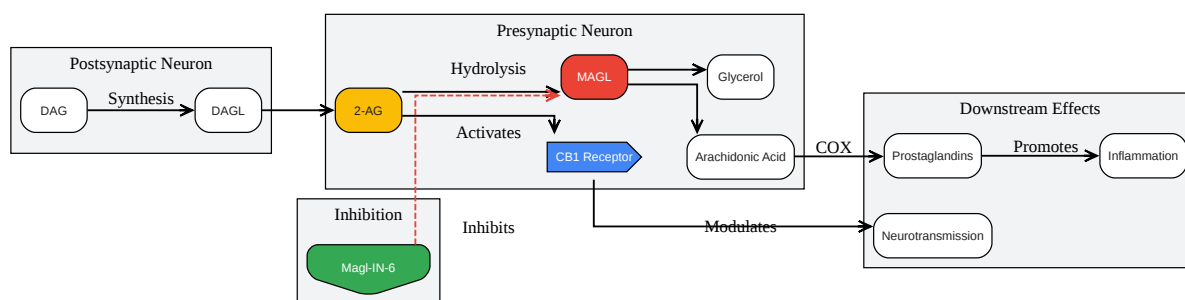 Presynaptic Neuron
Postsynaptic Neuron
Hydrolysis
MAGL
Glycerol
DAG
Synthesis
DAGL
2-AG
Activates
CB1 Receptor
Arachidonic Acid
COX
Downstream Effects
Prostaglandins
Promotes
Inflammation
Inhibition
Inhibits
Modulates
Neurotransmission
Magl-IN-6